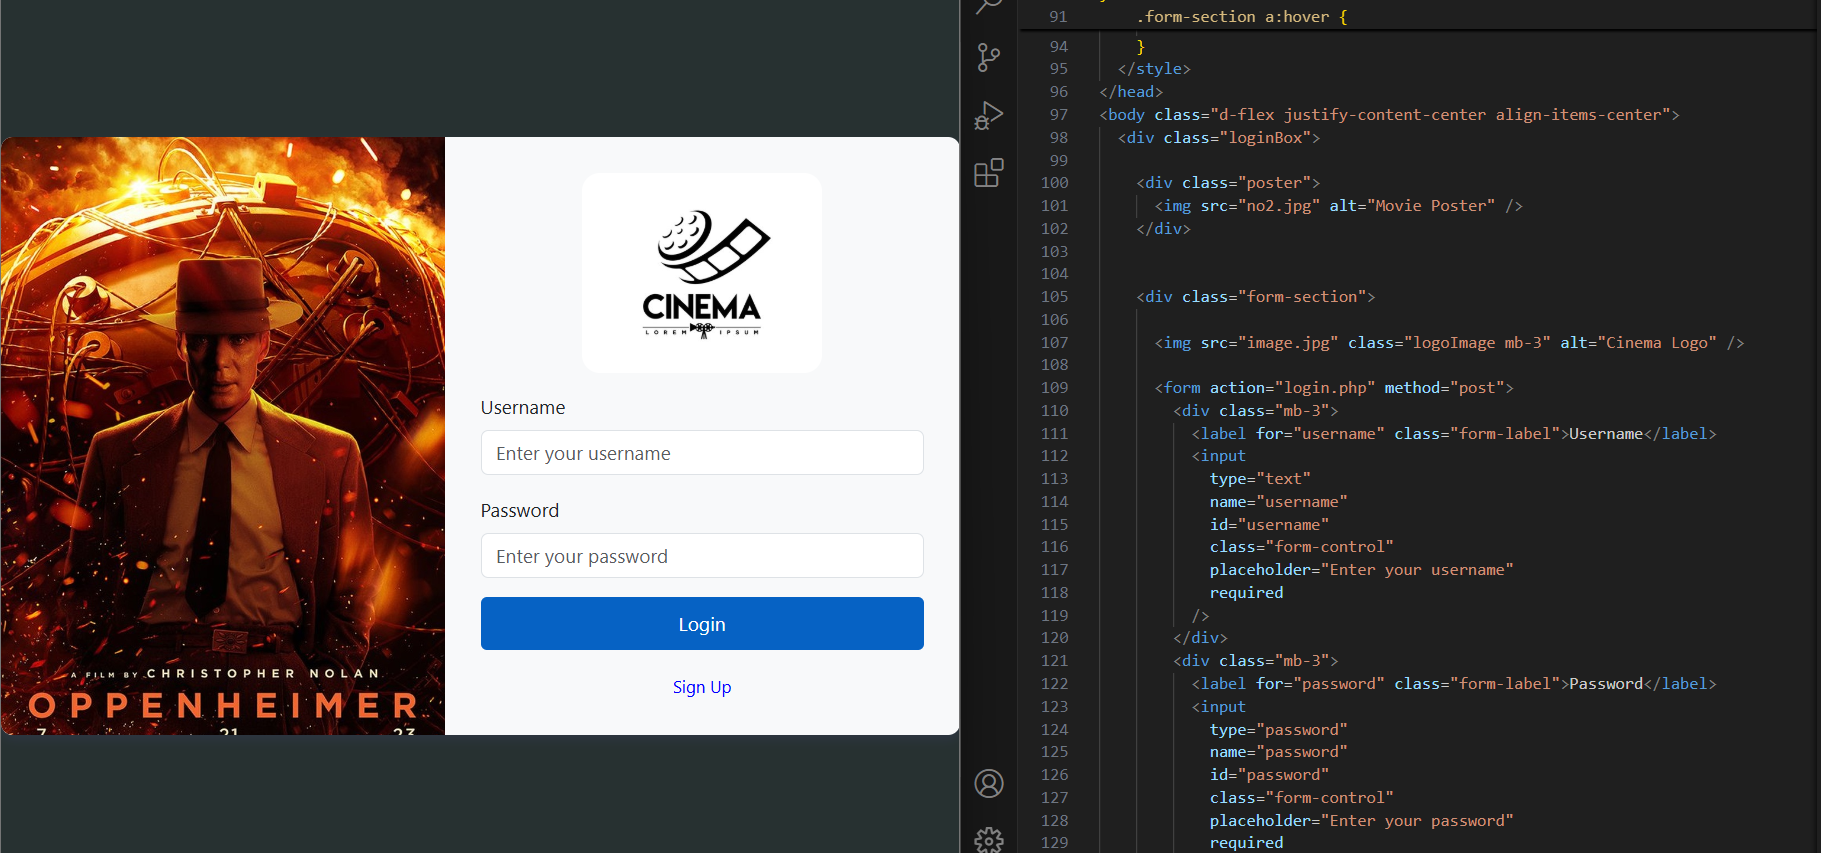 CINEMA
LOREM IPSUM
Username
Enter your username
Password
Enter your password
Login
Sign Up
A FILM BY CHRISTOPHER NOLAN
OPPENHEIMER
7 21 23
91 .form-section a:hover {
94 }
95 </style>
96 </head>
97 <body class="d-flex justify-content-center align-items-center">
98 <div class="loginBox">
99
100 <div class="poster">
101 <img src="no2.jpg" alt="Movie Poster" />
102 </div>
103
104
105 <div class="form-section">
106
107 <img src="image.jpg" class="logoImage mb-3" alt="Cinema Logo" />
108
109 <form action="login.php" method="post">
110 <div class="mb-3">
111 <label for="username" class="form-label">Username</label>
112 <input
113 type="text"
114 name="username"
115 id="username"
116 class="form-control"
117 placeholder="Enter your username"
118 required
119 />
120 </div>
121 <div class="mb-3">
122 <label for="password" class="form-label">Password</label>
123 <input
124 type="password"
125 name="password"
126 id="password"
127 class="form-control"
128 placeholder="Enter your password"
129 required